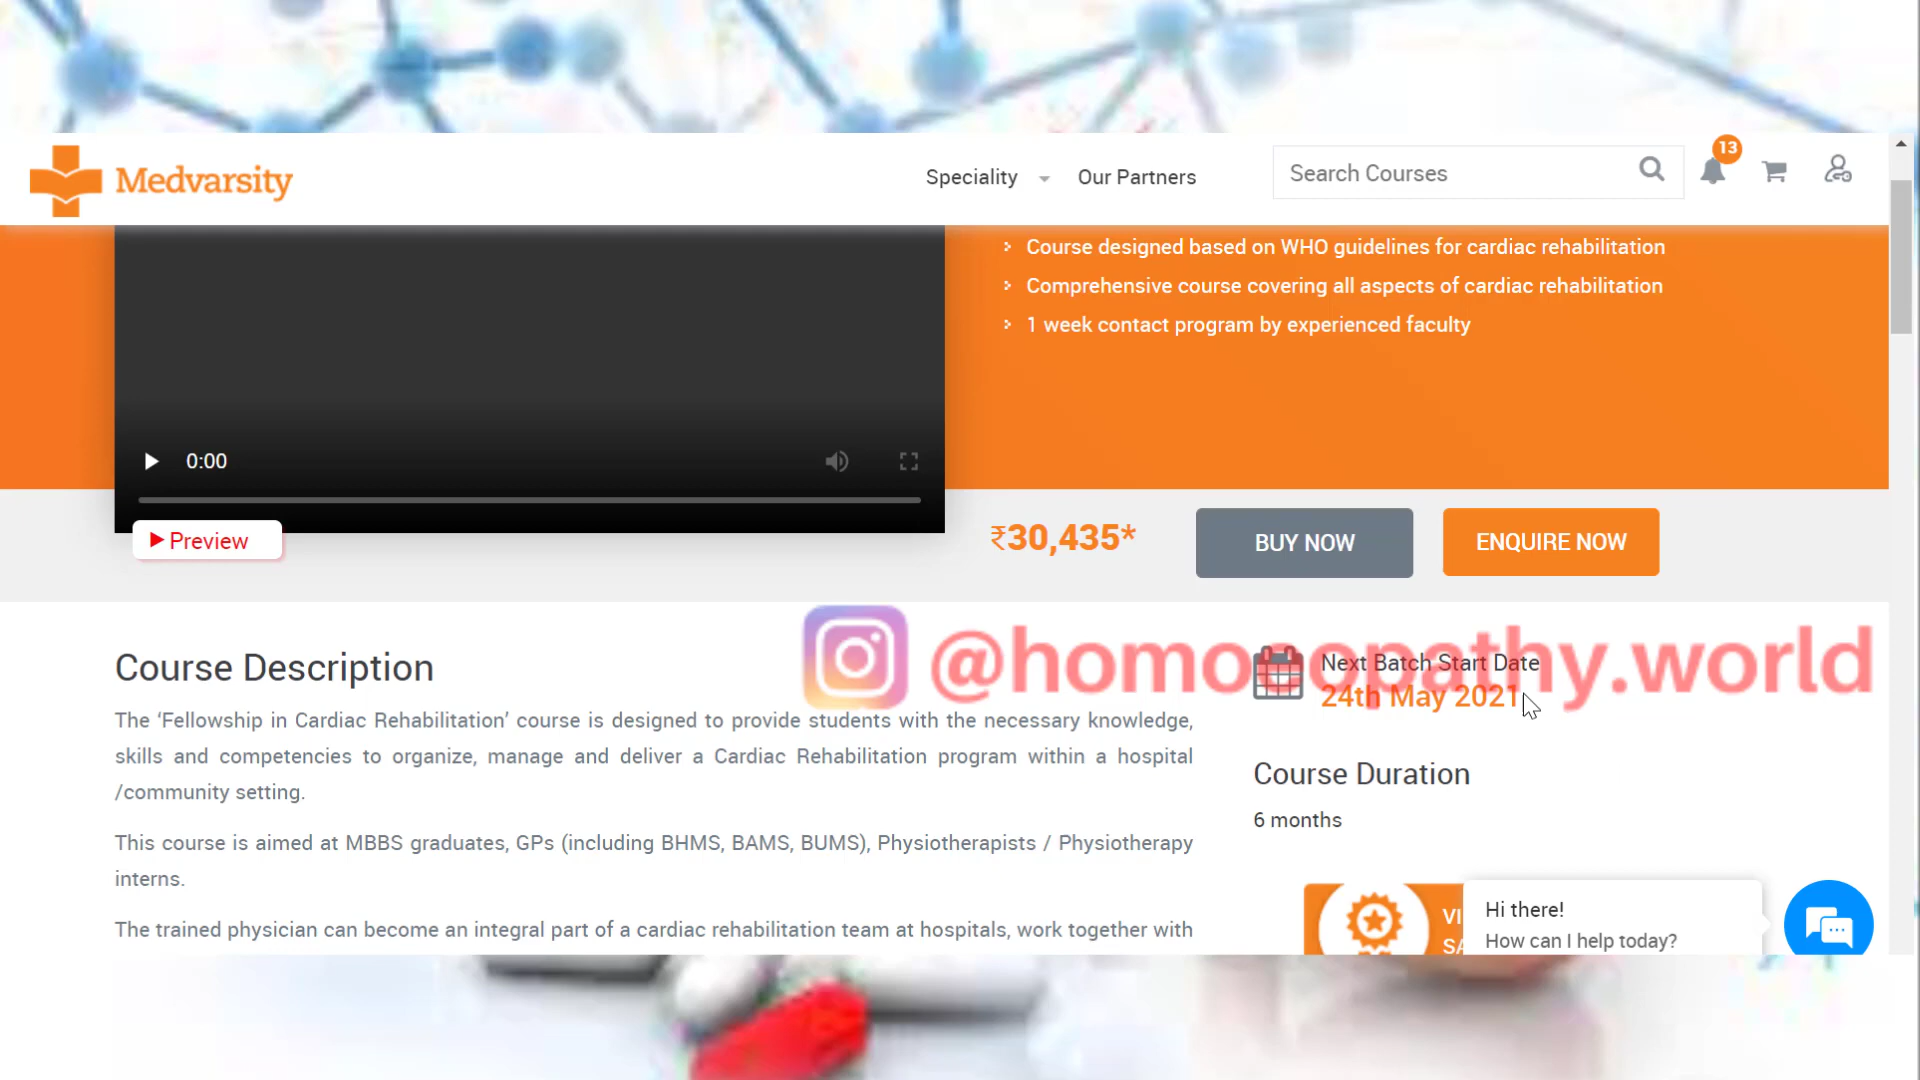 Medvarsity
Speciality
Our Partners
Search Courses
13
Course designed based on WHO guidelines for cardiac rehabilitation
Comprehensive course covering all aspects of cardiac rehabilitation
1 week contact program by experienced faculty
0:00
Preview
₹30,435*
BUY NOW
ENQUIRE NOW
@homoeopathy.world
Course Description
The ‘Fellowship in Cardiac Rehabilitation’ course is designed to provide students with the necessary knowledge,
skills and competencies to organize, manage and deliver a Cardiac Rehabilitation program within a hospital
/community setting.
This course is aimed at MBBS graduates, GPs (including BHMS, BAMS, BUMS), Physiotherapists / Physiotherapy
interns.
The trained physician can become an integral part of a cardiac rehabilitation team at hospitals, work together with
Next Batch Start Date
24th May 2021
Course Duration
6 months
Hi there!
How can I help today?